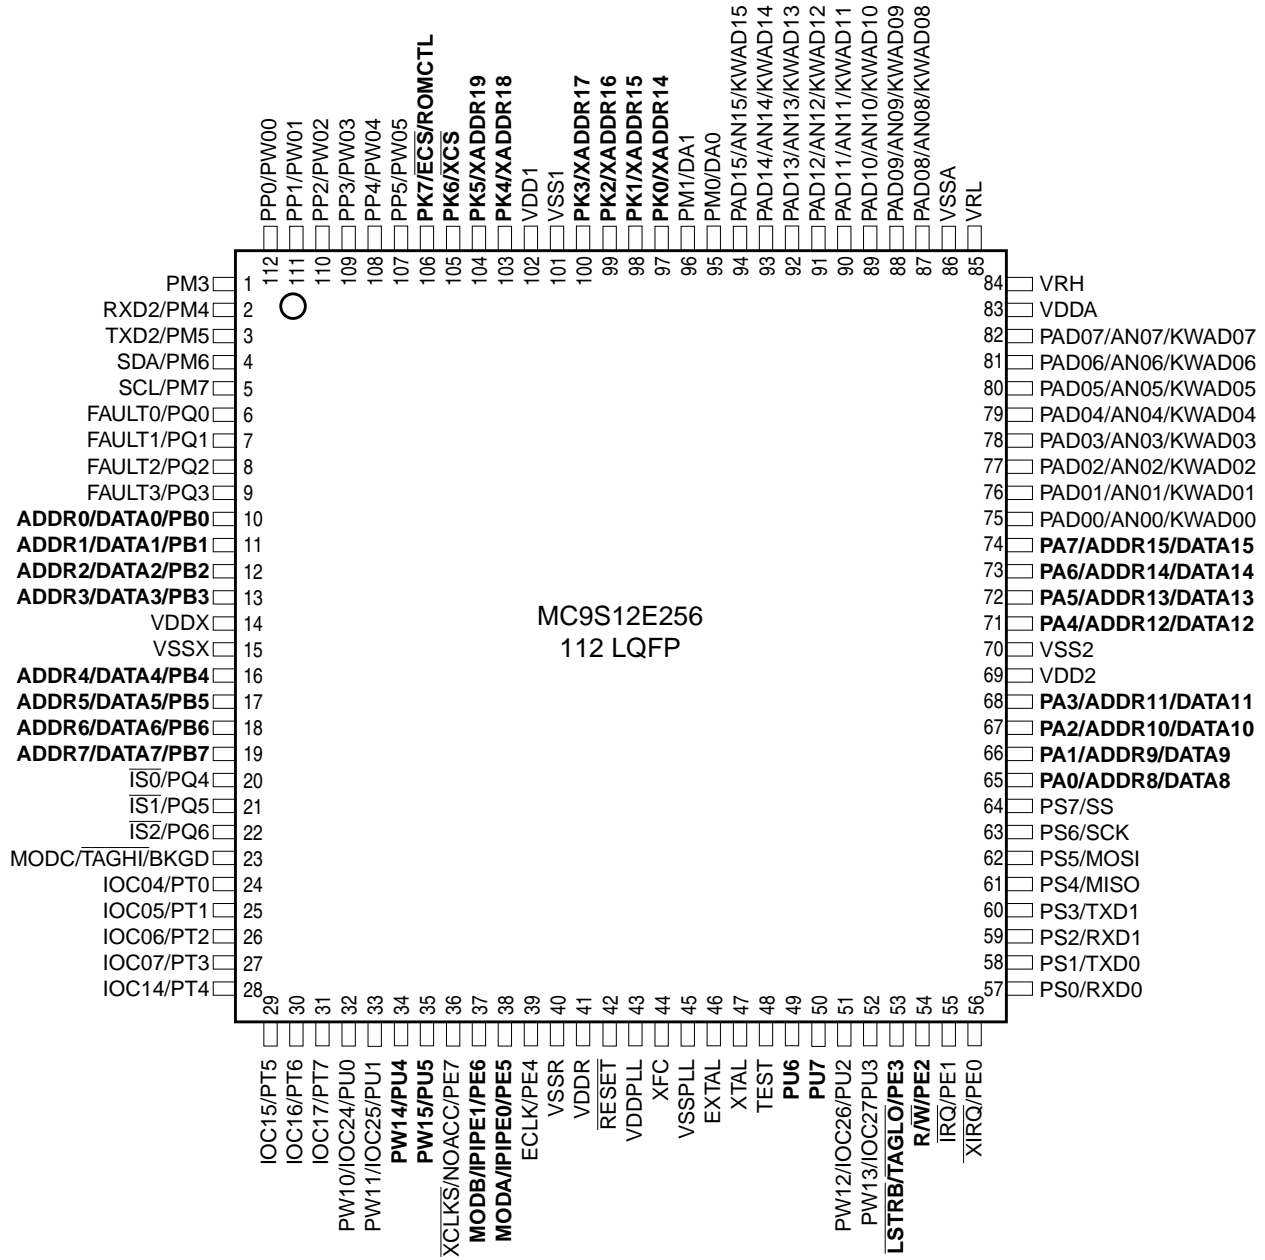 PP0/PW00
PP1/PW01
PP2/PW02
PP3/PW03
PP4/PW04
PP5/PW05
PK7/ECS/ROMCTL
PK6/XCS
PK5/XADDR19
PK4/XADDR18
VDD1
VSS1
PK3/XADDR17
PK2/XADDR16
PK1/XADDR15
PK0/XADDR14
PM1/DA1
PM0/DA0
PAD15/AN15/KWAD15
PAD14/AN14/KWAD14
PAD13/AN13/KWAD13
PAD12/AN12/KWAD12
PAD11/AN11/KWAD11
PAD10/AN10/KWAD10
PAD09/AN09/KWAD09
PAD08/AN08/KWAD08
VSSA
VRL
112
111
110
109
108
107
106
105
104
103
102
101
100
99
98
97
96
95
94
93
92
91
90
89
88
87
86
85
PM3 1
RXD2/PM4 2
TXD2/PM5 3
SDA/PM6 4
SCL/PM7 5
FAULT0/PQ0 6
FAULT1/PQ1 7
FAULT2/PQ2 8
FAULT3/PQ3 9
ADDR0/DATA0/PB0 10
ADDR1/DATA1/PB1 11
ADDR2/DATA2/PB2 12
ADDR3/DATA3/PB3 13
VDDX 14
VSSX 15
ADDR4/DATA4/PB4 16
ADDR5/DATA5/PB5 17
ADDR6/DATA6/PB6 18
ADDR7/DATA7/PB7 19
IS0/PQ4 20
IS1/PQ5 21
IS2/PQ6 22
MODC/TAGHI/BKGD 23
IOC04/PT0 24
IOC05/PT1 25
IOC06/PT2 26
IOC07/PT3 27
IOC14/PT4 28
MC9S12E256
112 LQFP
84 VRH
83 VDDA
82 PAD07/AN07/KWAD07
81 PAD06/AN06/KWAD06
80 PAD05/AN05/KWAD05
79 PAD04/AN04/KWAD04
78 PAD03/AN03/KWAD03
77 PAD02/AN02/KWAD02
76 PAD01/AN01/KWAD01
75 PAD00/AN00/KWAD00
74 PA7/ADDR15/DATA15
73 PA6/ADDR14/DATA14
72 PA5/ADDR13/DATA13
71 PA4/ADDR12/DATA12
70 VSS2
69 VDD2
68 PA3/ADDR11/DATA11
67 PA2/ADDR10/DATA10
66 PA1/ADDR9/DATA9
65 PA0/ADDR8/DATA8
64 PS7/SS
63 PS6/SCK
62 PS5/MOSI
61 PS4/MISO
60 PS3/TXD1
59 PS2/RXD1
58 PS1/TXD0
57 PS0/RXD0
29
30
31
32
33
34
35
36
37
38
39
40
41
42
43
44
45
46
47
48
49
50
51
52
53
54
55
56
IOC15/PT5
IOC16/PT6
IOC17/PT7
PW10/IOC24/PU0
PW11/IOC25/PU1
PW14/PU4
PW15/PU5
XCLKS/NOACC/PE7
MODB/IPIPE1/PE6
MODA/IPIPE0/PE5
ECLK/PE4
VSSR
VDDR
RESET
VDDPLL
XFC
VSSPLL
EXTAL
XTAL
TEST
PU6
PU7
PW12/IOC26/PU2
PW13/IOC27PU3
LSTRB/TAGLO/PE3
R/W/PE2
IRQ/PE1
XIRQ/PE0